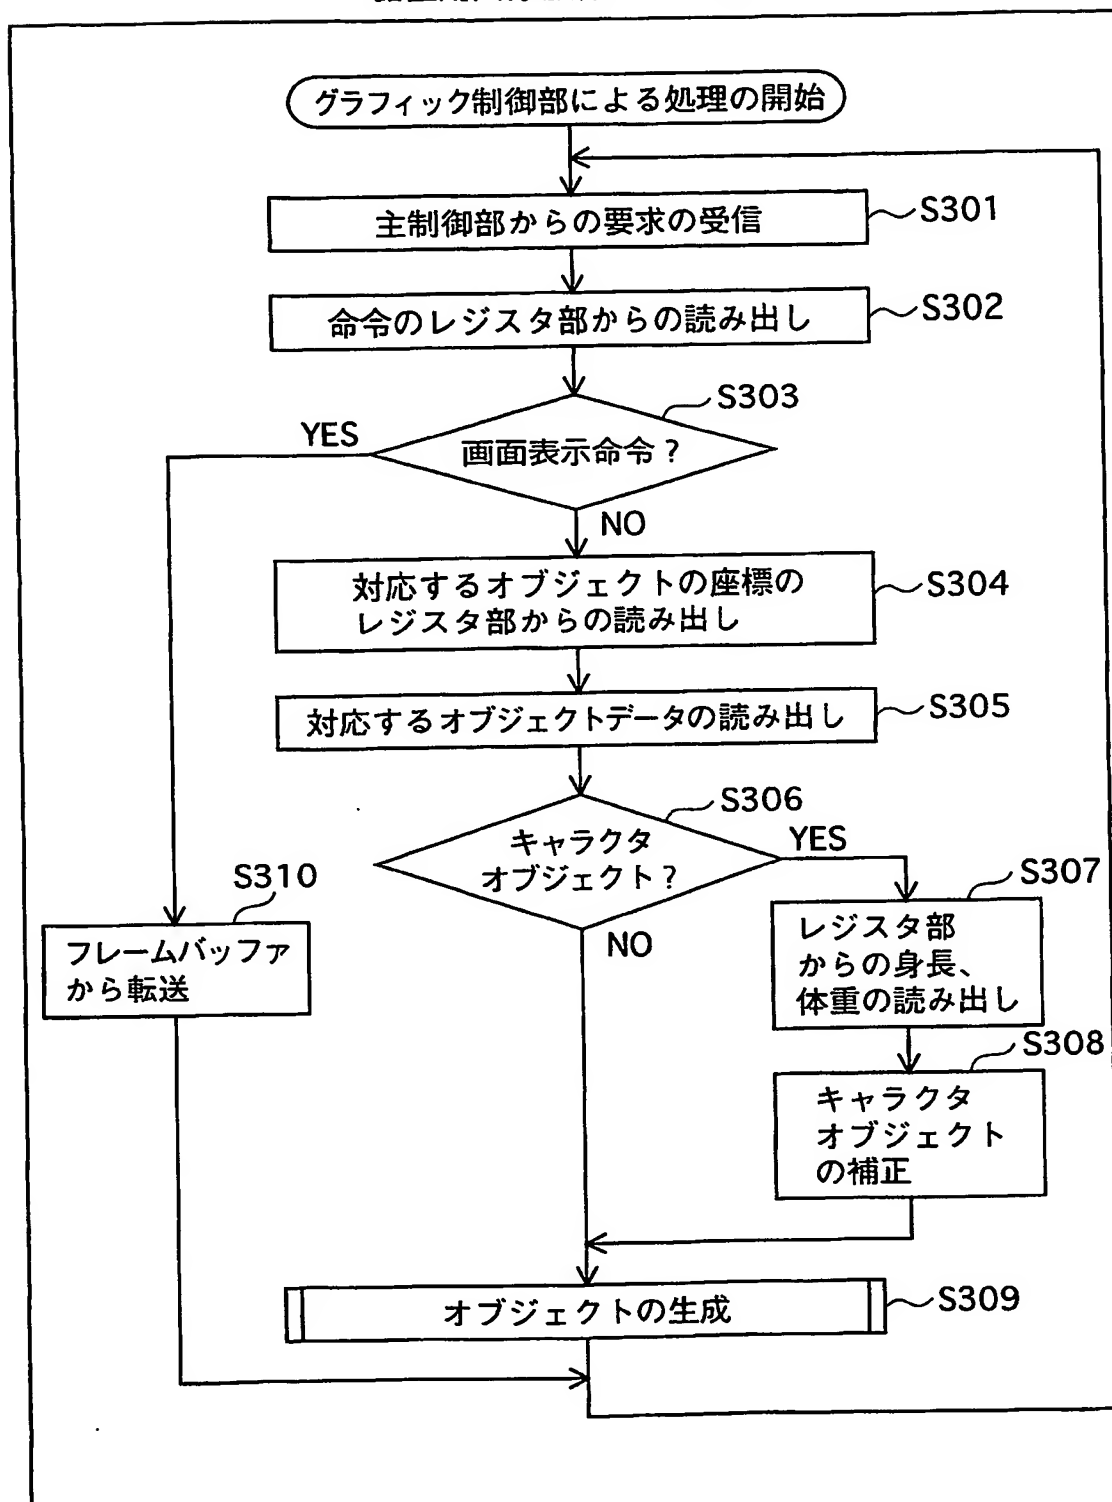 グラフィック制御部による処理の開始
主制御部からの要求の受信
S301
命令のレジスタ部からの読み出し
S302
S303
YES
画面表示命令?
NO
対応するオブジェクトの座標の
レジスタ部からの読み出し
S304
対応するオブジェクトデータの読み出し
S305
S306
キャラクタ
オブジェクト?
YES
NO
S307
レジスタ部
からの身長、
体重の読み出し
S310
フレームバッファ
から転送
S308
キャラクタ
オブジェクト
の補正
オブジェクトの生成
S309